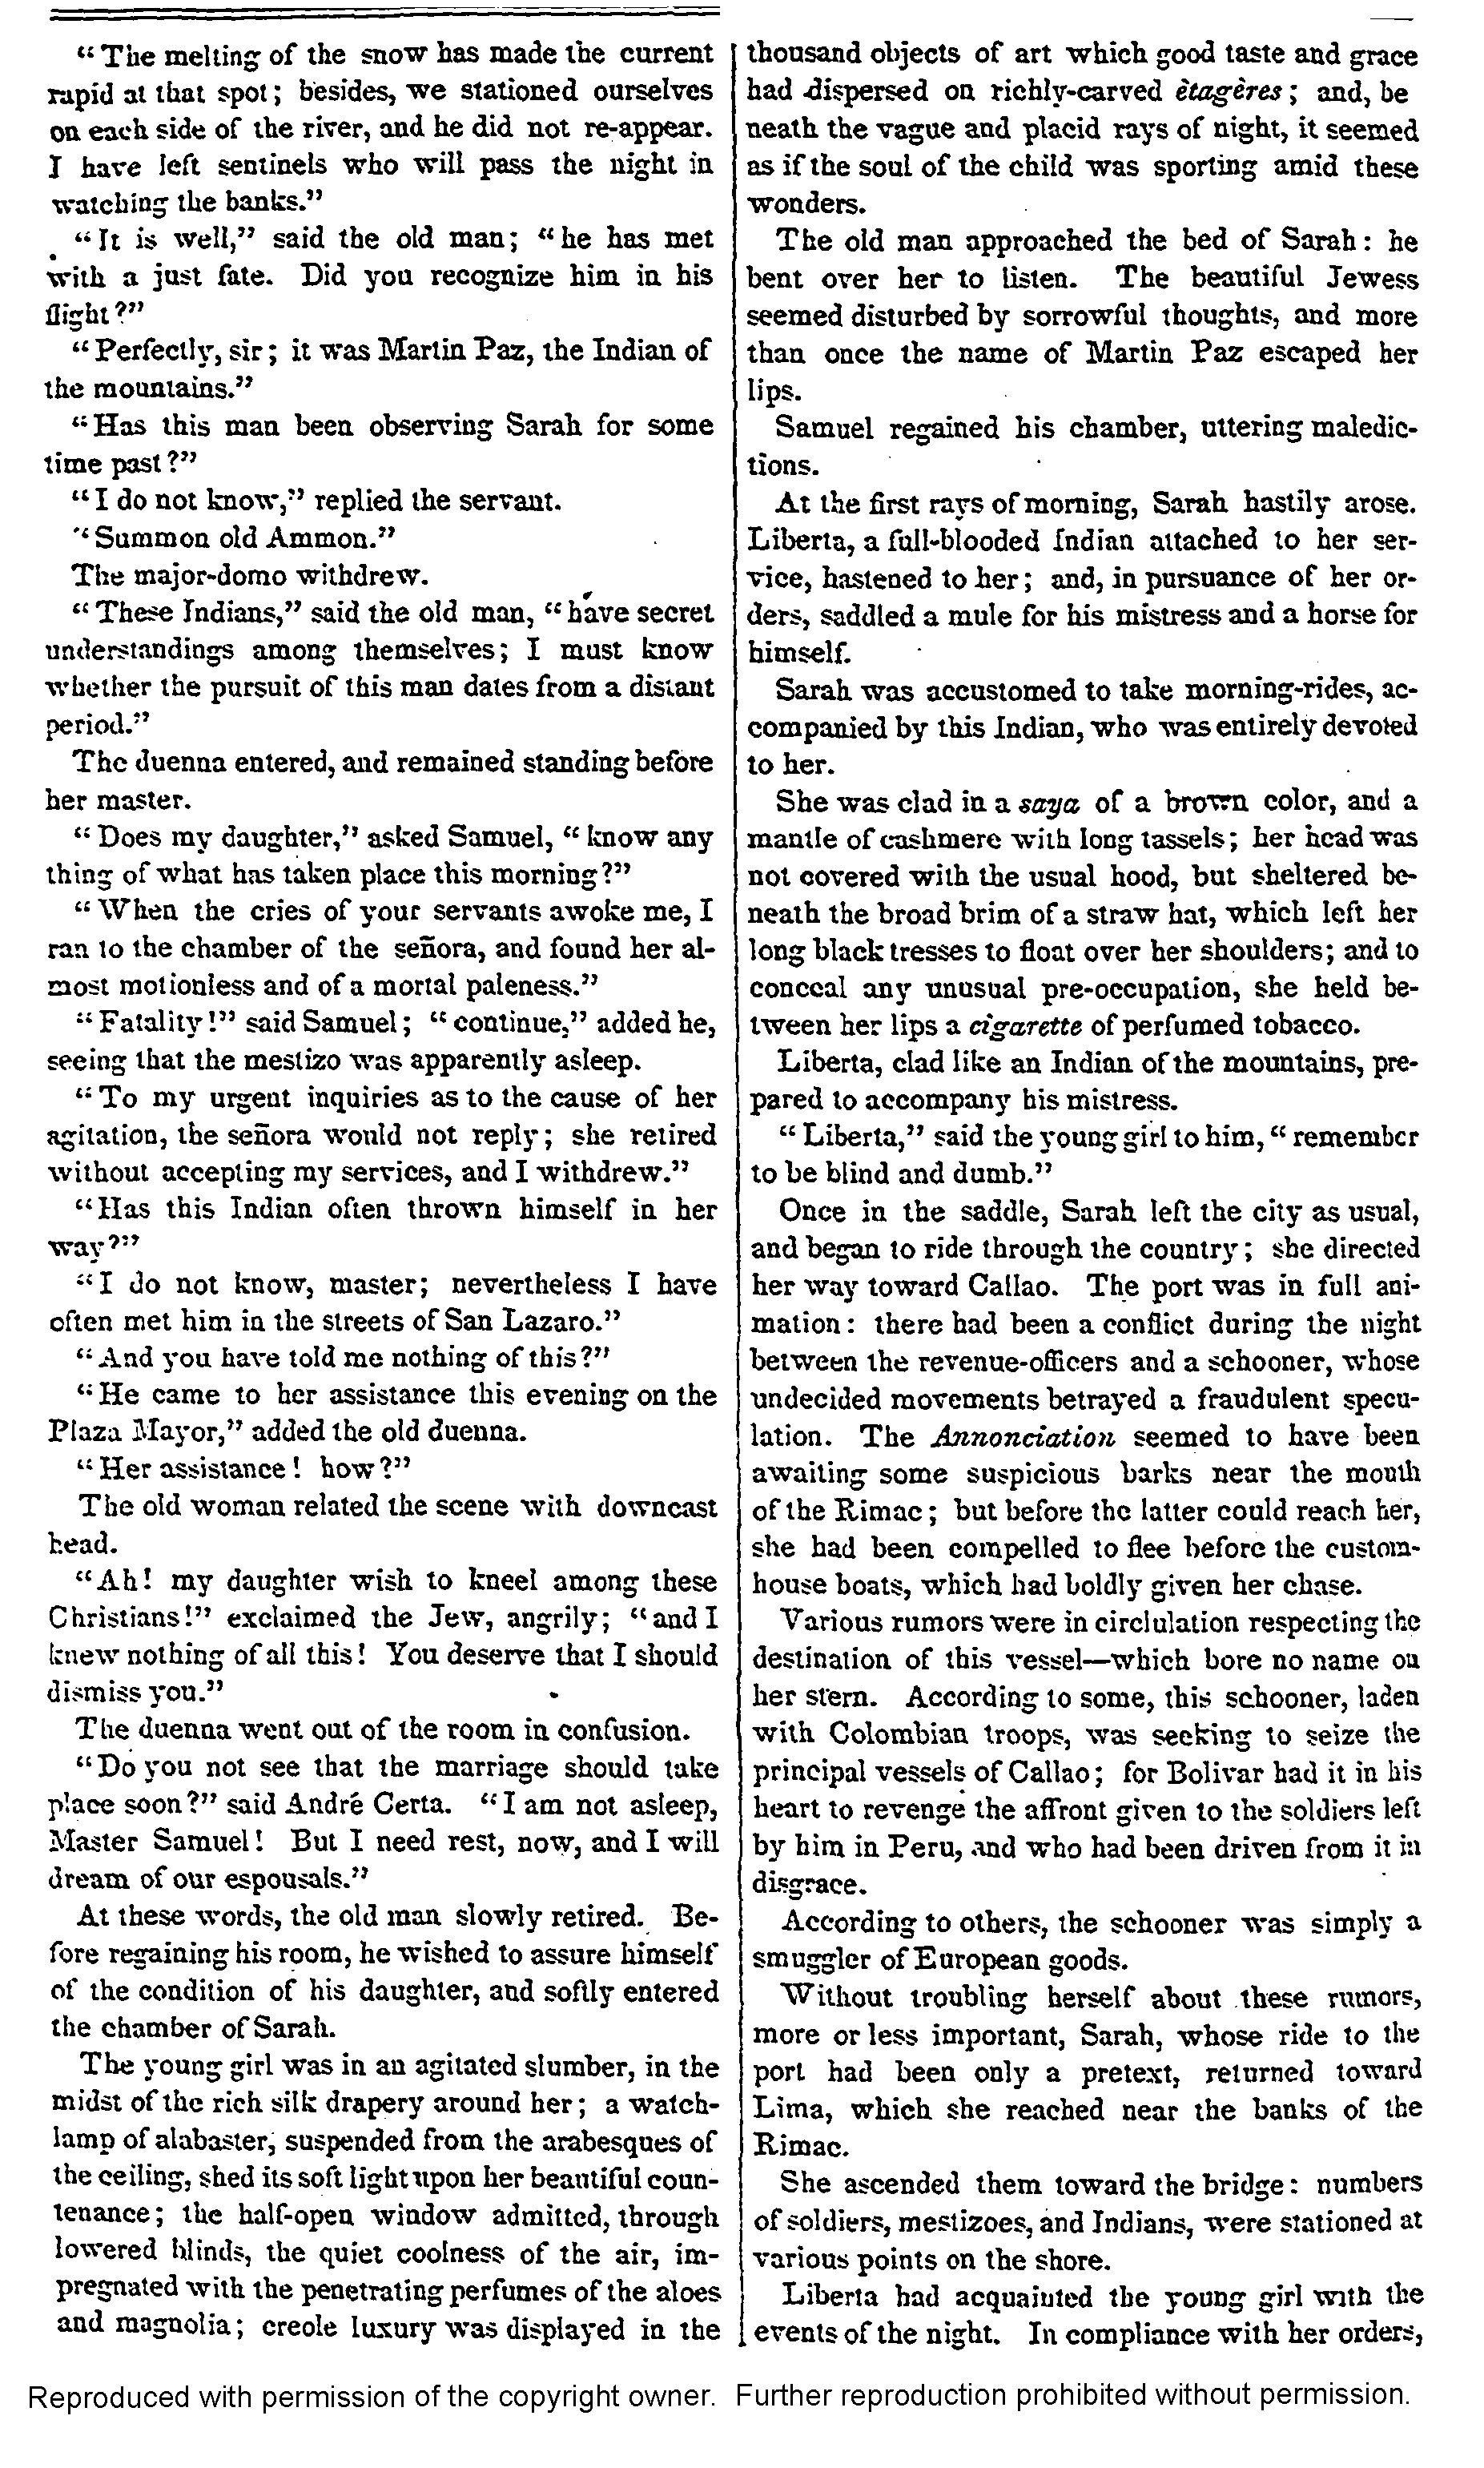 “The melting of the snow has made the current
rapid at that spot; besides, we stationed ourselves
on each side of the river, and he did not re-appear.
I have left sentinels who will pass the night in
watching the banks.”
“It is well,” said the old man; “he has met
with a just fate. Did you recognize him in his
flight?”
“Perfectly, sir; it was Martin Paz, the Indian of
the mountains.”
“Has this man been observing Sarah for some
time past?”
“I do not know,” replied the servant.
“Summon old Ammon.”
The major-domo withdrew.
“These Indians,” said the old man, “have secret
understandings among themselves; I must know
whether the pursuit of this man dates from a distant
period.”
The duenna entered, and remained standing before
her master.
“Does my daughter,” asked Samuel, “know any
thing of what has taken place this morning?”
“When the cries of your servants awoke me, I
ran to the chamber of the señora, and found her al-
most motionless and of a mortal paleness.”
“Fatality!” said Samuel; “continue,” added he,
seeing that the mestizo was apparently asleep.
“To my urgent inquiries as to the cause of her
agitation, the señora would not reply; she retired
without accepting my services, and I withdrew.”
“Has this Indian often thrown himself in her
way?”
“I do not know, master; nevertheless I have
often met him in the streets of San Lazaro.”
“And you have told me nothing of this?”
“He came to her assistance this evening on the
Plaza Mayor,” added the old duenna.
“Her assistance! how?”
The old woman related the scene with downcast
head.
“Ah! my daughter wish to kneel among these
Christians!” exclaimed the Jew, angrily; “and I
knew nothing of all this! You deserve that I should
dismiss you.”
The duenna went out of the room in confusion.
“Do you not see that the marriage should take
place soon?” said André Certa. “I am not asleep,
Master Samuel! But I need rest, now, and I will
dream of our espousals.”
At these words, the old man slowly retired. Be-
fore regaining his room, he wished to assure himself
of the condition of his daughter, and softly entered
the chamber of Sarah.
The young girl was in an agitated slumber, in the
midst of the rich silk drapery around her; a watch-
lamp of alabaster, suspended from the arabesques of
the ceiling, shed its soft light upon her beautiful coun-
tenance; the half-open window admitted, through
lowered blinds, the quiet coolness of the air, im-
pregnated with the penetrating perfumes of the aloes
and magnolia; creole luxury was displayed in the
thousand objects of art which good taste and grace
had dispersed on richly-carved ètagères; and, be
neath the vague and placid rays of night, it seemed
as if the soul of the child was sporting amid these
wonders.
The old man approached the bed of Sarah: he
bent over her to listen. The beautiful Jewess
seemed disturbed by sorrowful thoughts, and more
than once the name of Martin Paz escaped her
lips.
Samuel regained his chamber, uttering maledic-
tions.
At the first rays of morning, Sarah hastily arose.
Liberta, a full-blooded Indian attached to her ser-
vice, hastened to her; and, in pursuance of her or-
ders, saddled a mule for his mistress and a horse for
himself.
Sarah was accustomed to take morning-rides, ac-
companied by this Indian, who was entirely devoted
to her.
She was clad in a saya of a brown color, and a
mantle of cashmere with long tassels; her head was
not covered with the usual hood, but sheltered be-
neath the broad brim of a straw hat, which left her
long black tresses to float over her shoulders; and to
conceal any unusual pre-occupation, she held be-
tween her lips a cigarette of perfumed tobacco.
Liberta, clad like an Indian of the mountains, pre-
pared to accompany his mistress.
“Liberta,” said the young girl to him, “remember
to be blind and dumb.”
Once in the saddle, Sarah left the city as usual,
and began to ride through the country; she directed
her way toward Callao. The port was in full ani-
mation: there had been a conflict during the night
between the revenue-officers and a schooner, whose
undecided movements betrayed a fraudulent specu-
lation. The Annonciation seemed to have been
awaiting some suspicious barks near the mouth
of the Rimac; but before the latter could reach her,
she had been compelled to flee before the custom-
house boats, which had boldly given her chase.
Various rumors were in circlulation respecting the
destination of this vessel—which bore no name on
her stern. According to some, this schooner, laden
with Colombian troops, was seeking to seize the
principal vessels of Callao; for Bolivar had it in his
heart to revenge the affront given to the soldiers left
by him in Peru, and who had been driven from it in
disgrace.
According to others, the schooner was simply a
smuggler of European goods.
Without troubling herself about these rumors,
more or less important, Sarah, whose ride to the
port had been only a pretext, returned toward
Lima, which she reached near the banks of the
Rimac.
She ascended them toward the bridge: numbers
of soldiers, mestizoes, and Indians, were stationed at
various points on the shore.
Liberta had acquainted the young girl with the
events of the night. In compliance with her orders,
Reproduced with permission of the copyright owner. Further reproduction prohibited without permission.